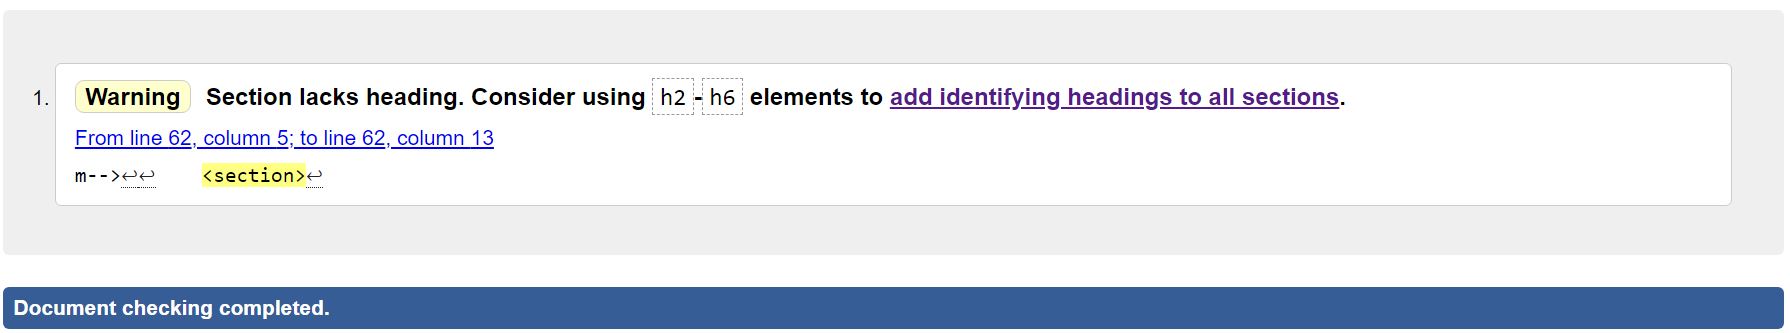 1. Warning Section lacks heading. Consider using h2-h6 elements to add identifying headings to all sections.
From line 62, column 5; to line 62, column 13
m-->↩↩    <section>↩
Document checking completed.